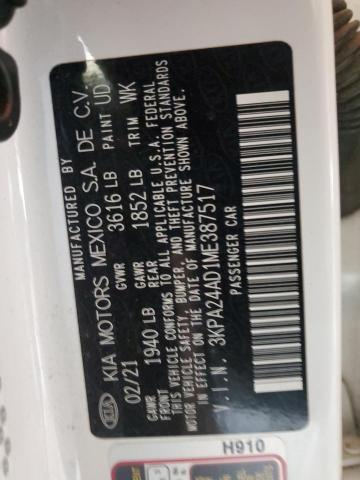 MANUFACTURED BY
KIA KIA MOTORS MEXICO S.A. DE C.V.
02/21 GVWR 3616 LB PAINT UD
GAWR FRONT 1940 LB GAWR REAR 1852 LB TRIM WK
THIS VEHICLE CONFORMS TO ALL APPLICABLE U.S.A. FEDERAL
MOTOR VEHICLE SAFETY, BUMPER, AND THEFT PREVENTION STANDARDS
IN EFFECT ON THE DATE OF MANUFACTURE SHOWN ABOVE.
V.I.N. 3KPA24AD1ME387517
PASSENGER CAR
H910